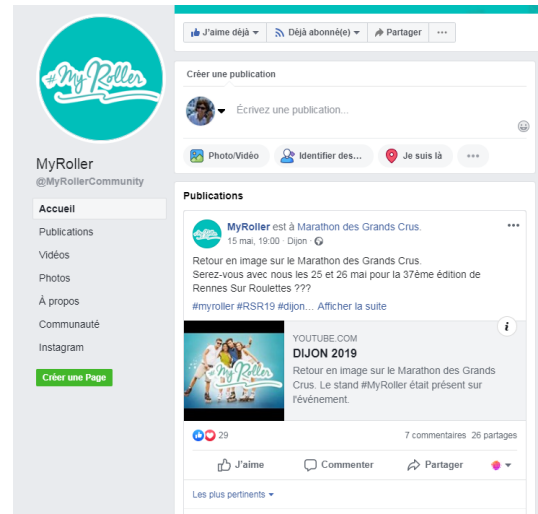 J'aime déjà
Déjà abonné(e)
Partager
#MyRoller
Créer une publication
Écrivez une publication...
Photo/Vidéo
Identifier des...
Je suis là
MyRoller
@MyRollerCommunity
Accueil
Publications
Vidéos
Photos
À propos
Communauté
Instagram
Créer une Page
Publications
MyRoller est à Marathon des Grands Crus.
15 mai, 19:00 · Dijon ·
Retour en image sur le Marathon des Grands Crus.
Serez-vous avec nous les 25 et 26 mai pour la 37ème édition de
Rennes Sur Roulettes ???
#myroller #RSR19 #dijon... Afficher la suite
#MyRoller
YOUTUBE.COM
DIJON 2019
Retour en image sur le Marathon des Grands
Crus. Le stand #MyRoller était présent sur
l'événement.
29
7 commentaires 26 partages
J'aime
Commenter
Partager
Les plus pertinents